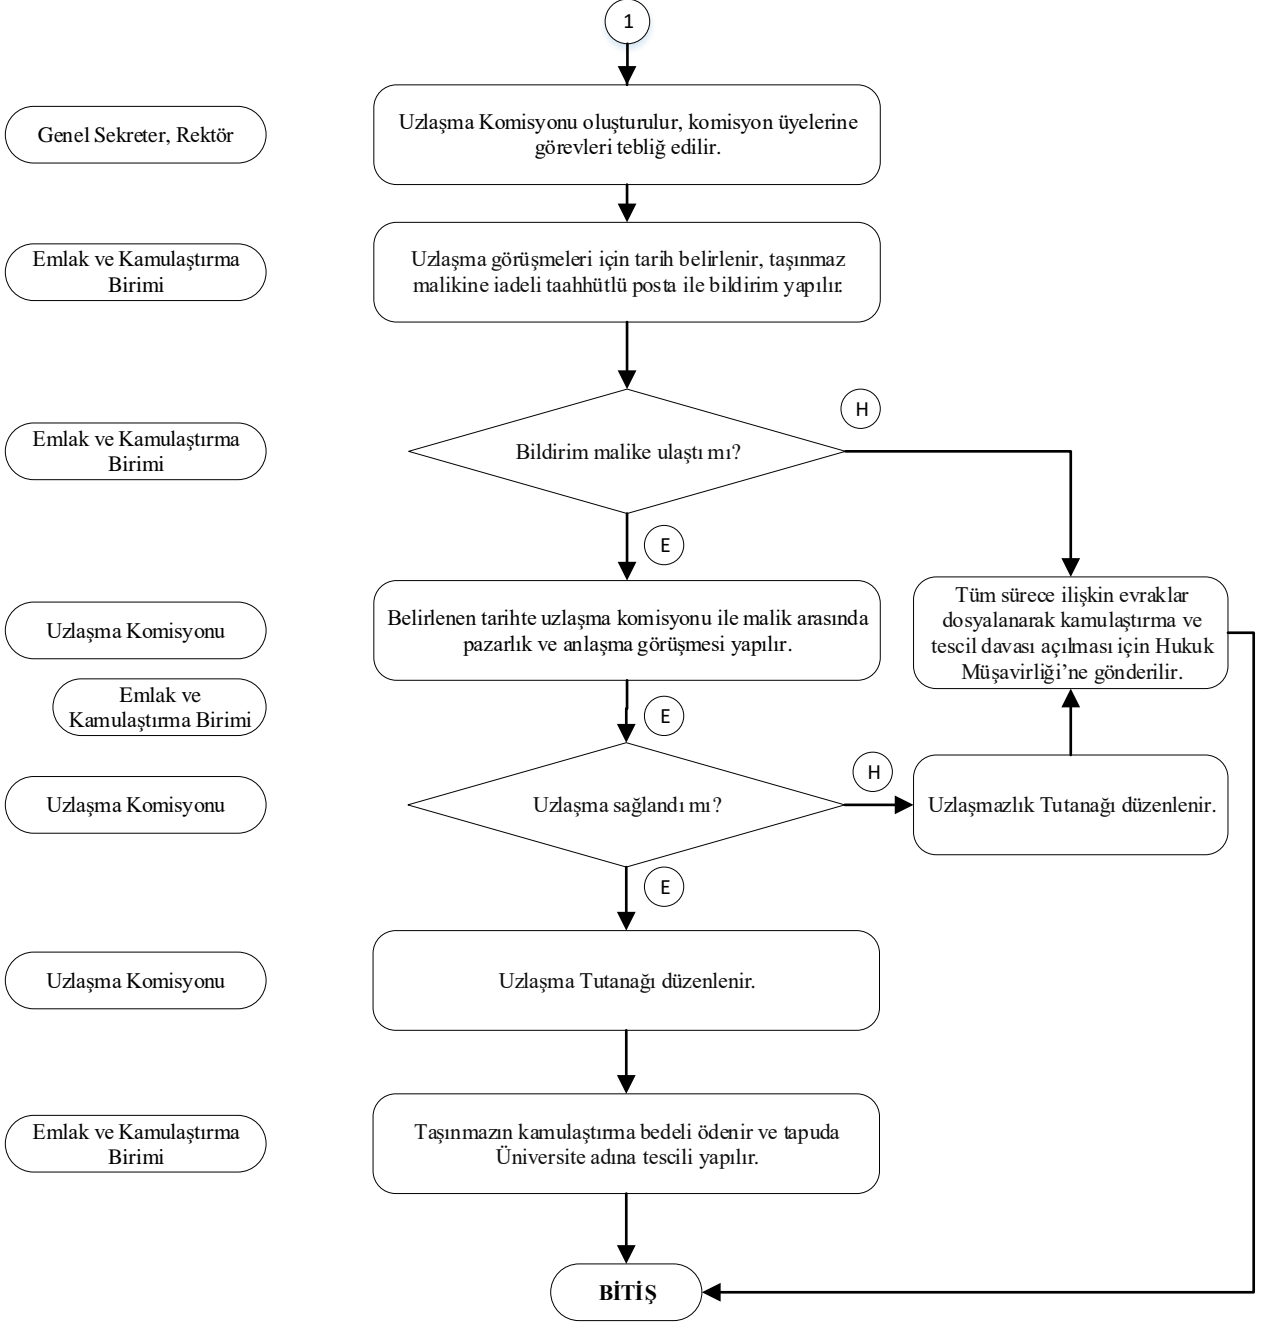 1
Genel Sekreter, Rektör
Uzlaşma Komisyonu oluşturulur, komisyon üyelerine
görevleri tebliğ edilir.
Emlak ve Kamulaştırma
Birimi
Uzlaşma görüşmeleri için tarih belirlenir, taşınmaz
malikine iadeli taahhütlü posta ile bildirim yapılır.
Emlak ve Kamulaştırma
Birimi
Bildirim malike ulaştı mı?
H
E
Uzlaşma Komisyonu
Emlak ve
Kamulaştırma Birimi
Belirlenen tarihte uzlaşma komisyonu ile malik arasında
pazarlık ve anlaşma görüşmesi yapılır.
Tüm sürece ilişkin evraklar
dosyalanarak kamulaştırma ve
tescil davası açılması için Hukuk
Müşavirliği’ne gönderilir.
E
Uzlaşma Komisyonu
Uzlaşma sağlandı mı?
H
Uzlaşmazlık Tutanağı düzenlenir.
E
Uzlaşma Komisyonu
Uzlaşma Tutanağı düzenlenir.
Emlak ve Kamulaştırma
Birimi
Taşınmazın kamulaştırma bedeli ödenir ve tapuda
Üniversite adına tescili yapılır.
BİTİŞ